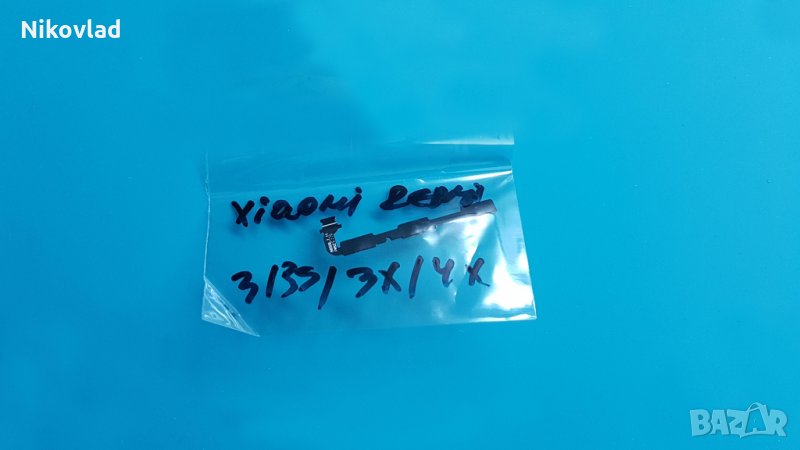 Nikovlad
Xiaomi Redmi
3/3S/3X/4X
BAZAR